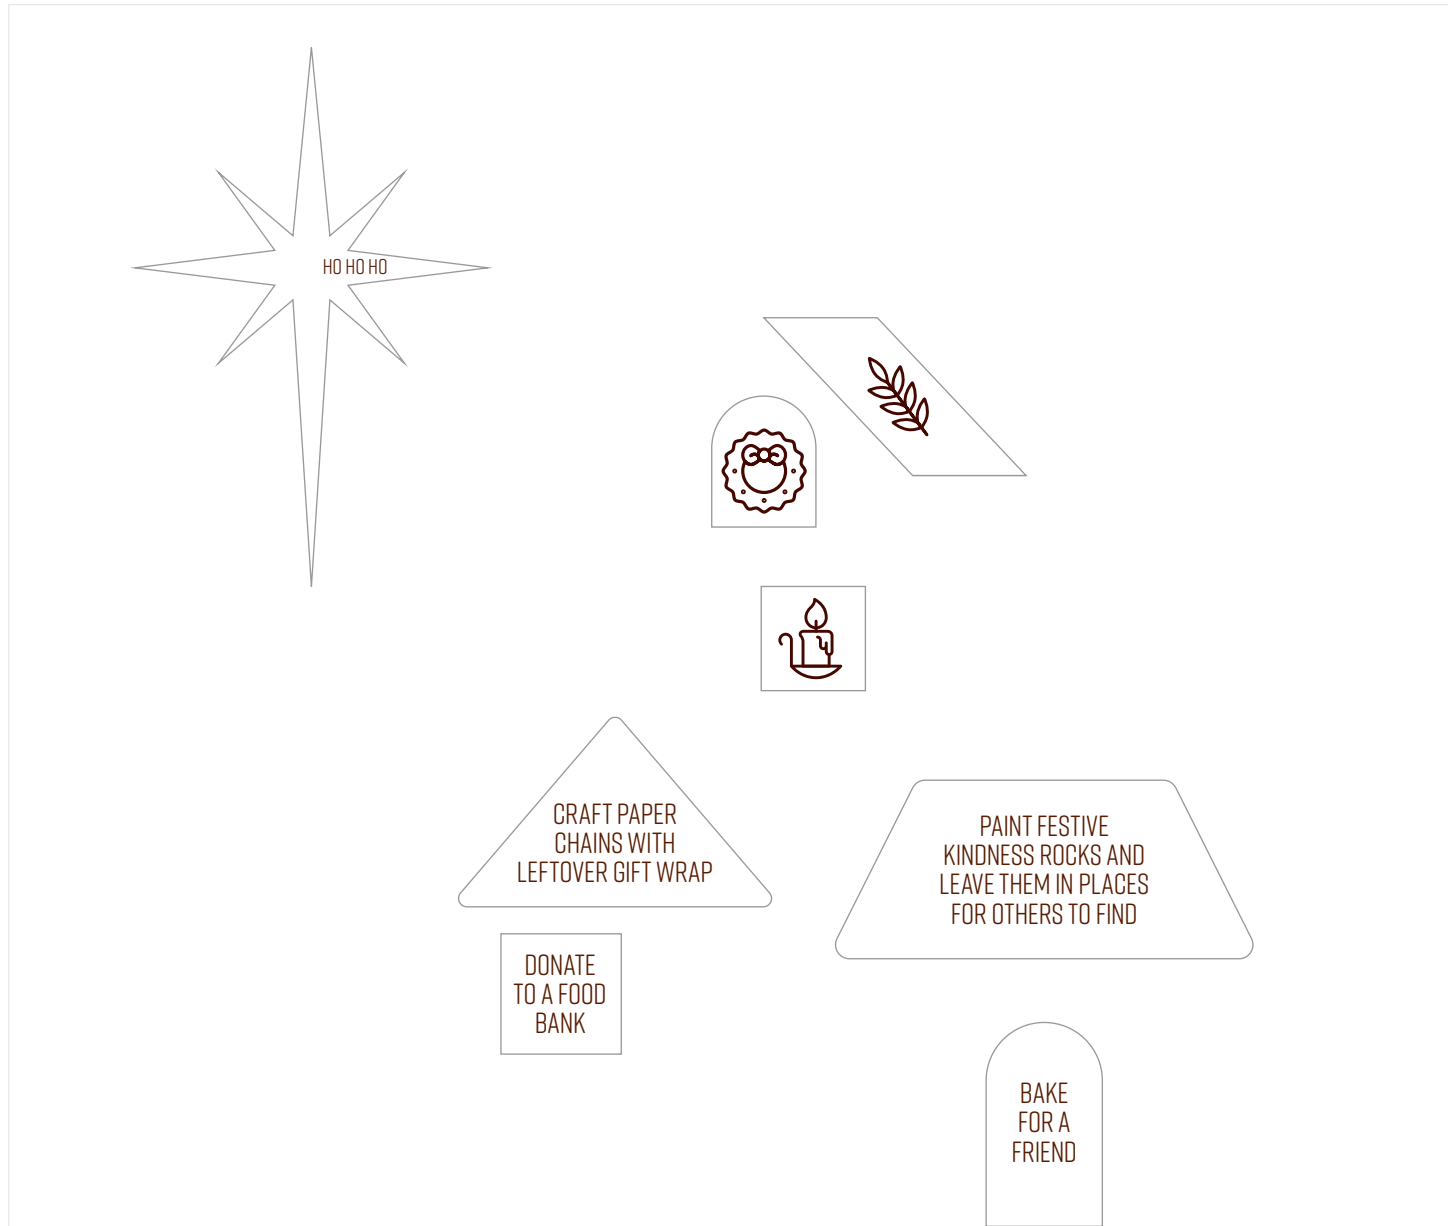 HO HO HO
CRAFT PAPER
CHAINS WITH
LEFTOVER GIFT WRAP
PAINT FESTIVE
KINDNESS ROCKS AND
LEAVE THEM IN PLACES
FOR OTHERS TO FIND
DONATE
TO A FOOD
BANK
BAKE
FOR A
FRIEND